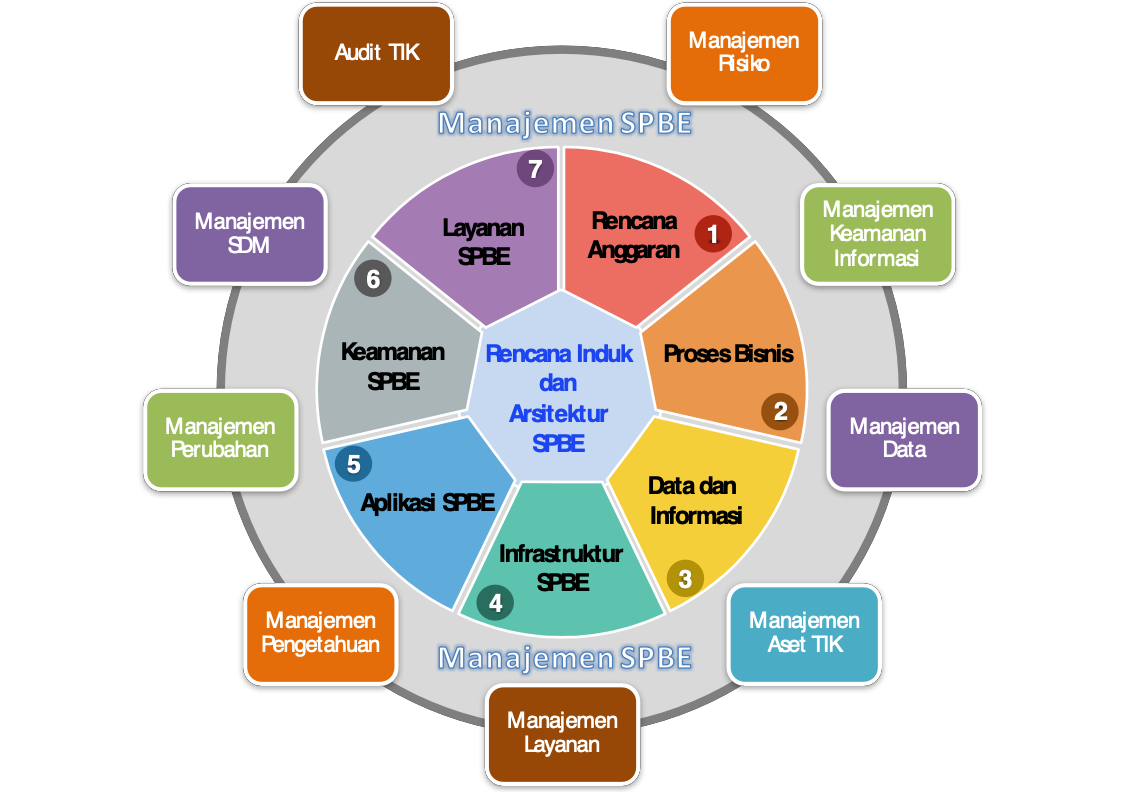 Audit TIK
Manajemen
Risiko
Manajemen SPBE
Manajemen
SDM
Manajemen
Keamanan
Informasi
7
Layanan
SPBE
Rencana
Anggaran
1
6
Keamanan
SPBE
Rencana Induk
dan
Arsitektur
SPBE
Proses Bisnis
2
Manajemen
Perubahan
Manajemen
Data
5
Aplikasi SPBE
Data dan
Informasi
3
Infrastruktur
SPBE
4
Manajemen
Pengetahuan
Manajemen
Aset TIK
Manajemen SPBE
Manajemen
Layanan